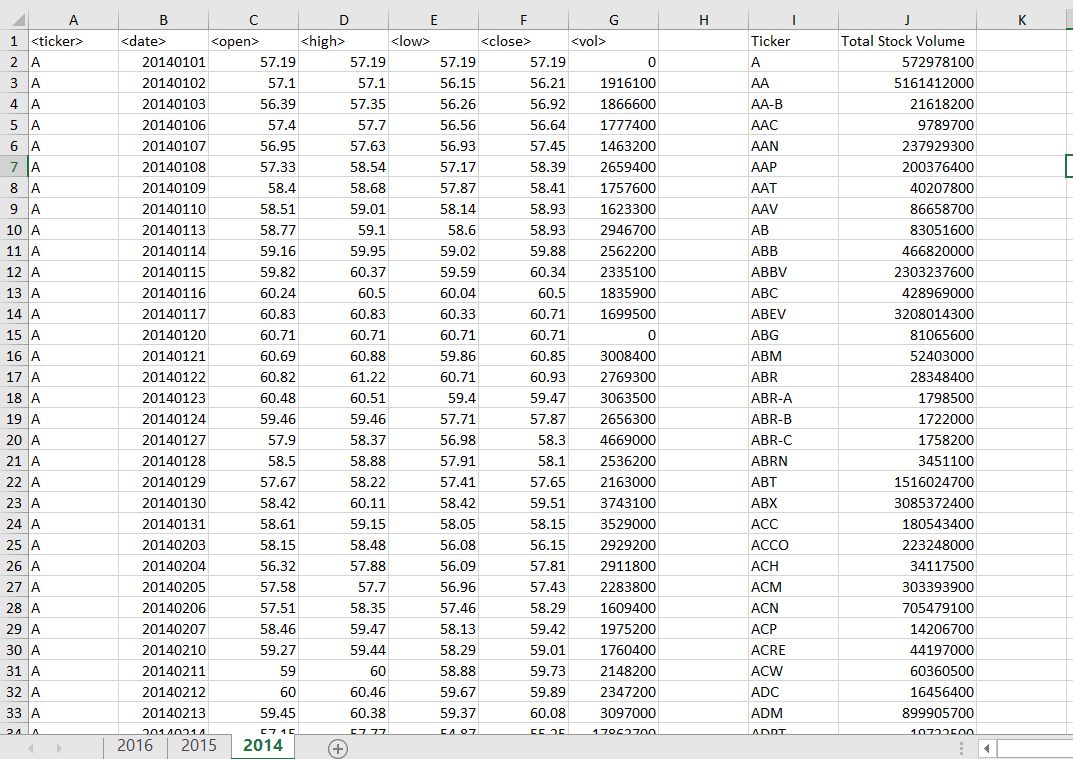 A B C D E F G H I J K
1 <ticker> <date> <open> <high> <low> <close> <vol> Ticker Total Stock Volume
2 A 20140101 57.19 57.19 57.19 57.19 0 A 572978100
3 A 20140102 57.1 57.1 56.15 56.21 1916100 AA 5161412000
4 A 20140103 56.39 57.35 56.26 56.92 1866600 AA-B 21618200
5 A 20140106 57.4 57.7 56.56 56.64 1777400 AAC 9789700
6 A 20140107 56.95 57.63 56.93 57.45 1463200 AAN 237929300
7 A 20140108 57.33 58.54 57.17 58.39 2659400 AAP 200376400
8 A 20140109 58.4 58.68 57.87 58.41 1757600 AAT 40207800
9 A 20140110 58.51 59.01 58.14 58.93 1623300 AAV 86658700
10 A 20140113 58.77 59.1 58.6 58.93 2946700 AB 83051600
11 A 20140114 59.16 59.95 59.02 59.88 2562200 ABB 466820000
12 A 20140115 59.82 60.37 59.59 60.34 2335100 ABBV 2303237600
13 A 20140116 60.24 60.5 60.04 60.5 1835900 ABC 428969000
14 A 20140117 60.83 60.83 60.33 60.71 1699500 ABEV 3208014300
15 A 20140120 60.71 60.71 60.71 60.71 0 ABG 81065600
16 A 20140121 60.69 60.88 59.86 60.85 3008400 ABM 52403000
17 A 20140122 60.82 61.22 60.71 60.93 2769300 ABR 28348400
18 A 20140123 60.48 60.51 59.4 59.47 3063500 ABR-A 1798500
19 A 20140124 59.46 59.46 57.71 57.87 2656300 ABR-B 1722000
20 A 20140127 57.9 58.37 56.98 58.3 4669000 ABR-C 1758200
21 A 20140128 58.5 58.88 57.91 58.1 2536200 ABRN 3451100
22 A 20140129 57.67 58.22 57.41 57.65 2163000 ABT 1516024700
23 A 20140130 58.42 60.11 58.42 59.51 3743100 ABX 3085372400
24 A 20140131 58.61 59.15 58.05 58.15 3529000 ACC 180543400
25 A 20140203 58.15 58.48 56.08 56.15 2929200 ACCO 223248000
26 A 20140204 56.32 57.88 56.09 57.81 2911800 ACH 34117500
27 A 20140205 57.58 57.7 56.96 57.43 2283800 ACM 303393900
28 A 20140206 57.51 58.35 57.46 58.29 1609400 ACN 705479100
29 A 20140207 58.46 59.47 58.13 59.42 1975200 ACP 14206700
30 A 20140210 59.27 59.44 58.29 59.01 1760400 ACRE 44197000
31 A 20140211 59 60 58.88 59.73 2148200 ACW 60360500
32 A 20140212 60 60.46 59.67 59.89 2347200 ADC 16456400
33 A 20140213 59.45 60.38 59.37 60.08 3097000 ADM 899905700
34 A 20140214
2016 2015 2014